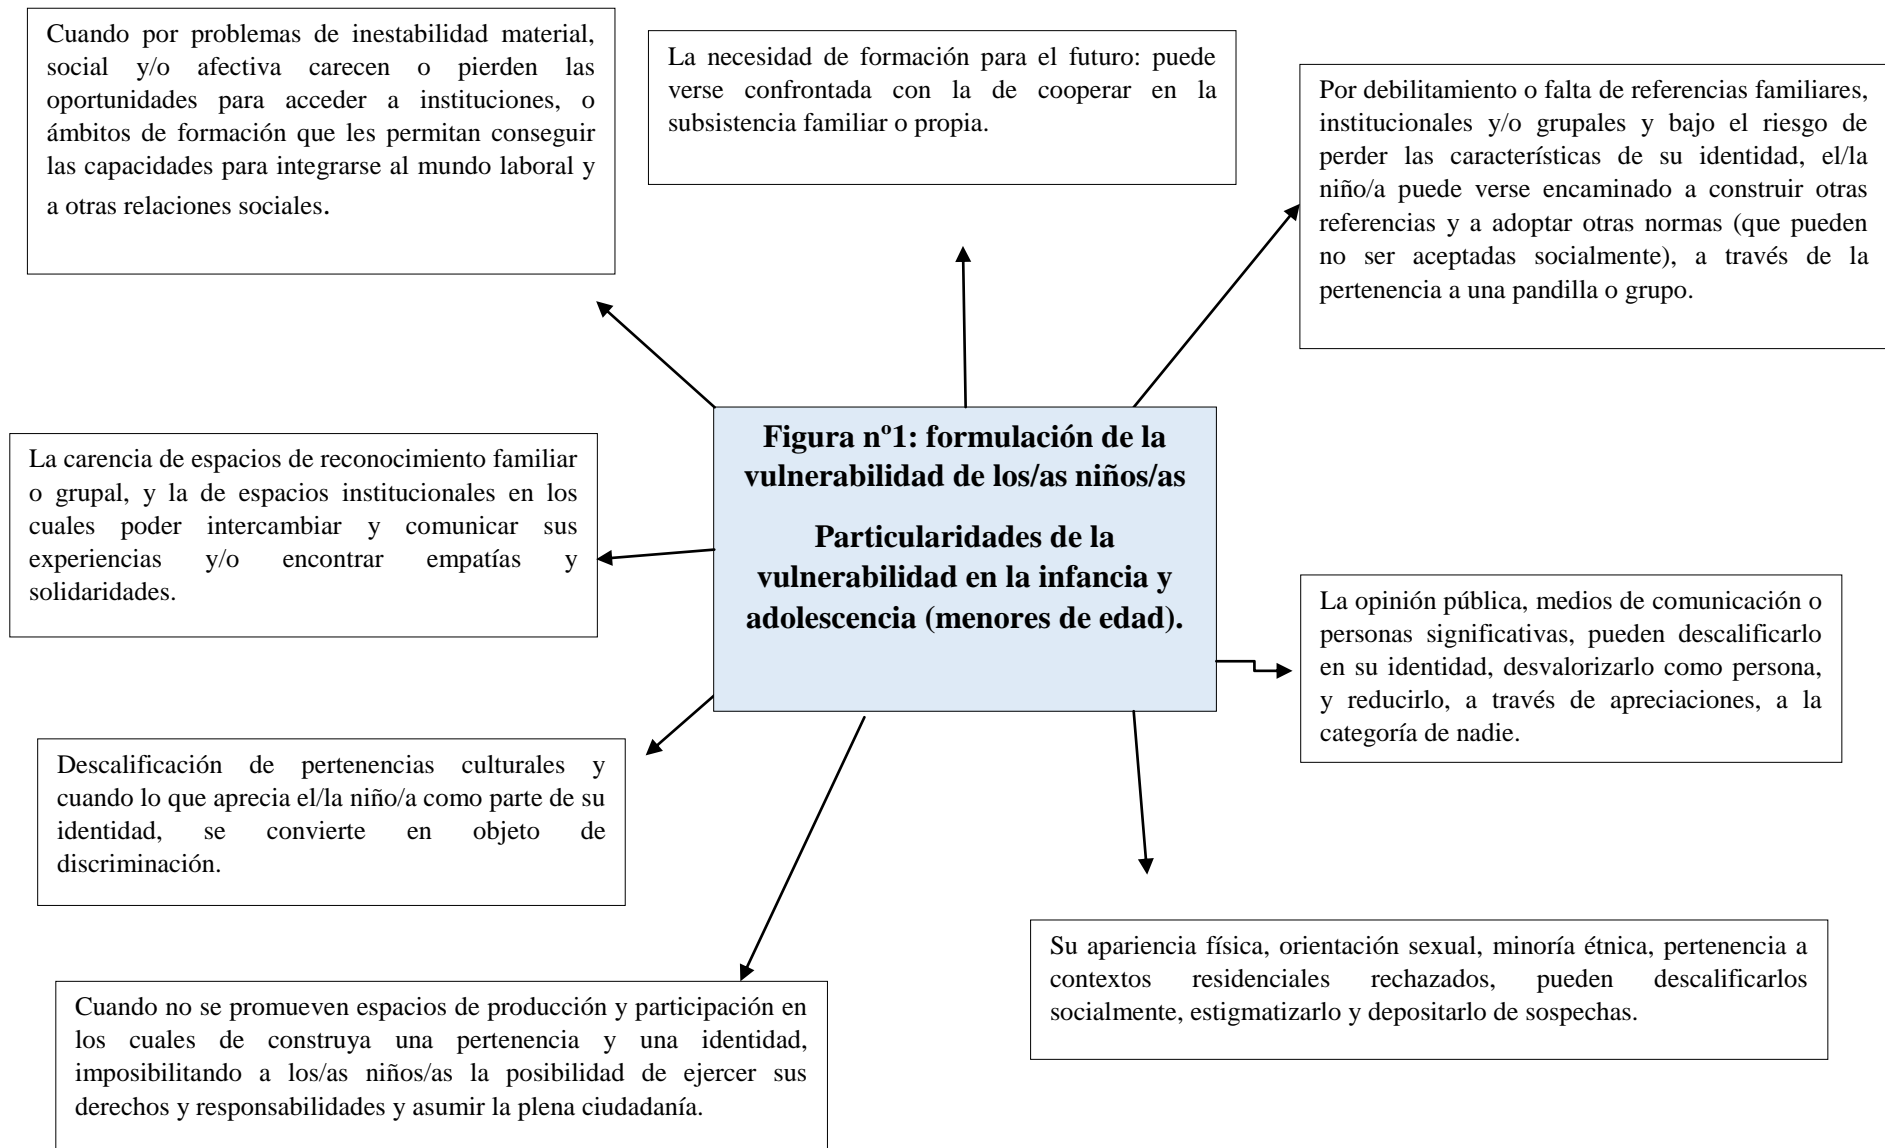 Cuando por problemas de inestabilidad material,
social y/o afectiva carecen o pierden las
oportunidades para acceder a instituciones, o
ámbitos de formación que les permitan conseguir
las capacidades para integrarse al mundo laboral y
a otras relaciones sociales.
La necesidad de formación para el futuro: puede
verse confrontada con la de cooperar en la
subsistencia familiar o propia.
Por debilitamiento o falta de referencias familiares,
institucionales y/o grupales y bajo el riesgo de
perder las características de su identidad, el/la
niño/a puede verse encaminado a construir otras
referencias y a adoptar otras normas (que pueden
no ser aceptadas socialmente), a través de la
pertenencia a una pandilla o grupo.
Figura nº1: formulación de la
vulnerabilidad de los/as niños/as
Particularidades de la
vulnerabilidad en la infancia y
adolescencia (menores de edad).
La carencia de espacios de reconocimiento familiar
o grupal, y la de espacios institucionales en los
cuales poder intercambiar y comunicar sus
experiencias y/o encontrar empatías y
solidaridades.
La opinión pública, medios de comunicación o
personas significativas, pueden descalificarlo
en su identidad, desvalorizarlo como persona,
y reducirlo, a través de apreciaciones, a la
categoría de nadie.
Descalificación de pertenencias culturales y
cuando lo que aprecia el/la niño/a como parte de su
identidad, se convierte en objeto de
discriminación.
Su apariencia física, orientación sexual, minoría étnica, pertenencia a
contextos residenciales rechazados, pueden descalificarlos
socialmente, estigmatizarlo y depositarlo de sospechas.
Cuando no se promueven espacios de producción y participación en
los cuales de construya una pertenencia y una identidad,
imposibilitando a los/as niños/as la posibilidad de ejercer sus
derechos y responsabilidades y asumir la plena ciudadanía.